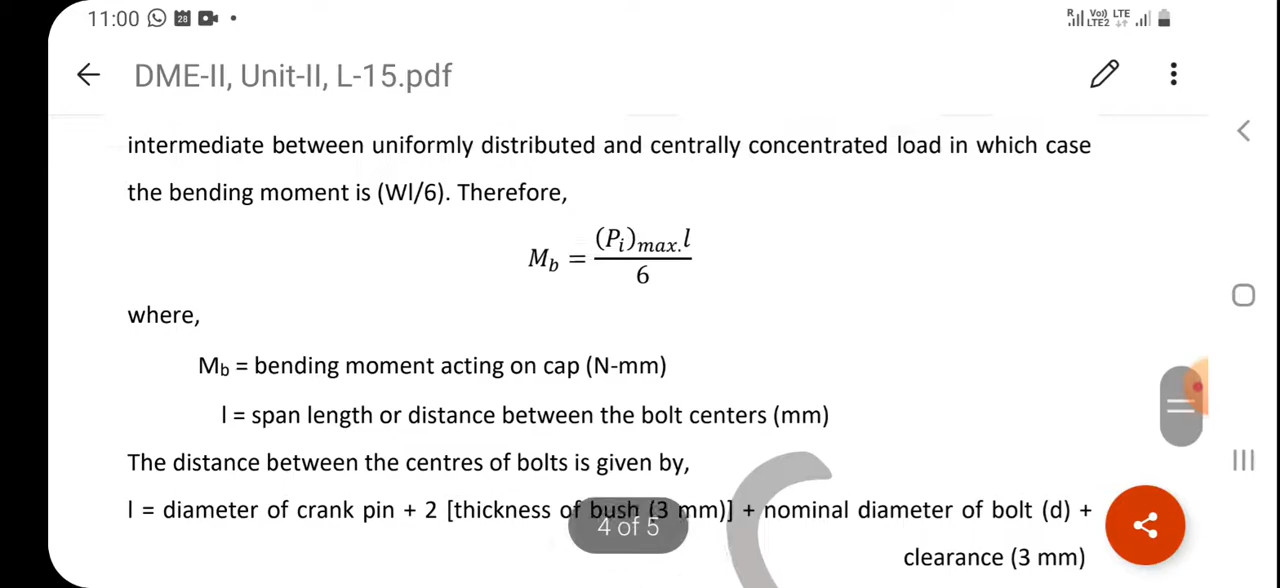 11:00 28 R Vo)) LTE LTE2
DME-II, Unit-II, L-15.pdf
intermediate between uniformly distributed and centrally concentrated load in which case
the bending moment is (Wl/6). Therefore,
M_b = (P_i)_max. l / 6
where,
M_b = bending moment acting on cap (N-mm)
l = span length or distance between the bolt centers (mm)
The distance between the centres of bolts is given by,
l = diameter of crank pin + 2 [thickness of bush (3 mm)] + nominal diameter of bolt (d) +
4 of 5
clearance (3 mm)